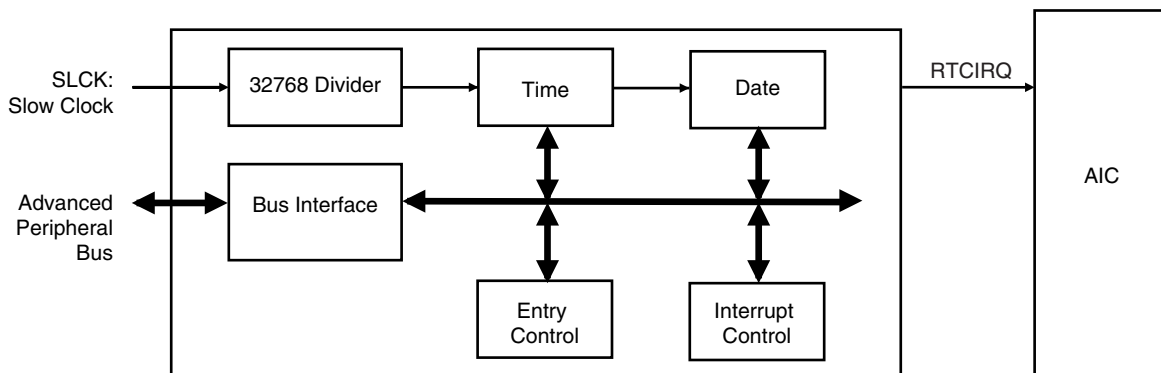 SLCK:
Slow Clock
32768 Divider
Time
Date
RTCIRQ
AIC
Advanced
Peripheral
Bus
Bus Interface
Entry
Control
Interrupt
Control